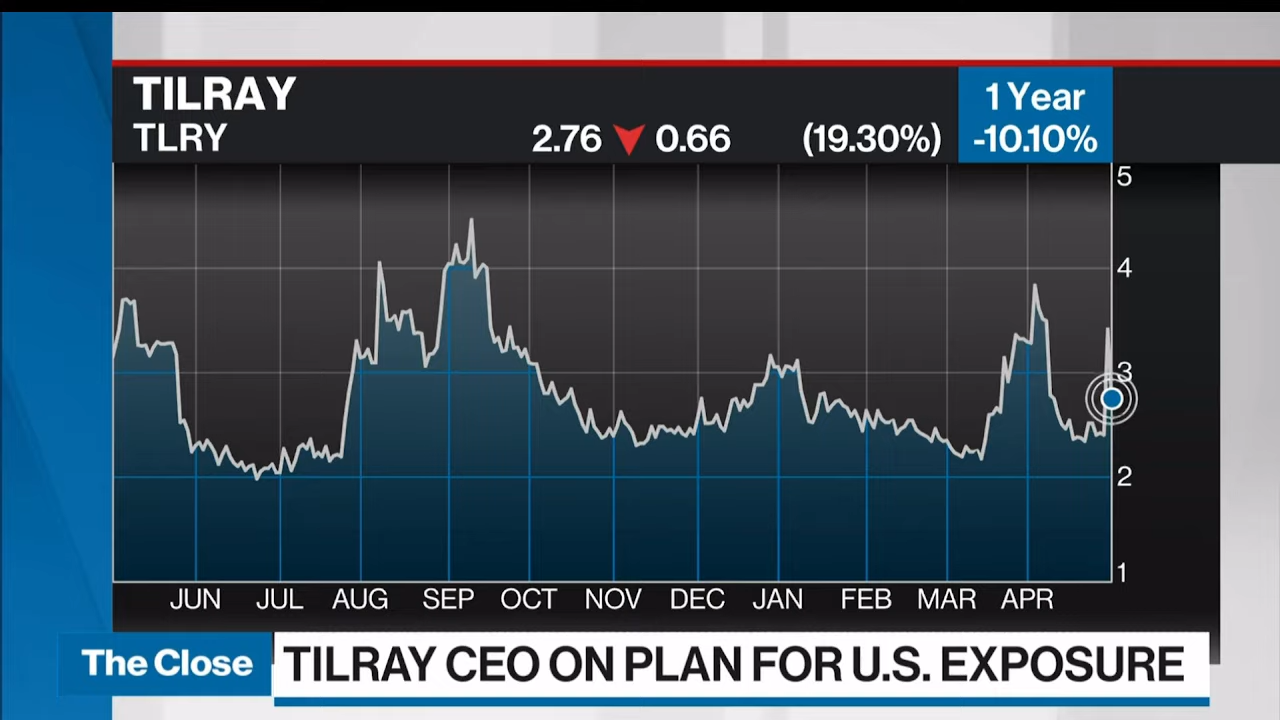 TILRAY
TLRY
2.76 0.66 (19.30%)
1 Year
-10.10%
5
4
3
2
1
JUN JUL AUG SEP OCT NOV DEC JAN FEB MAR APR
The Close
TILRAY CEO ON PLAN FOR U.S. EXPOSURE